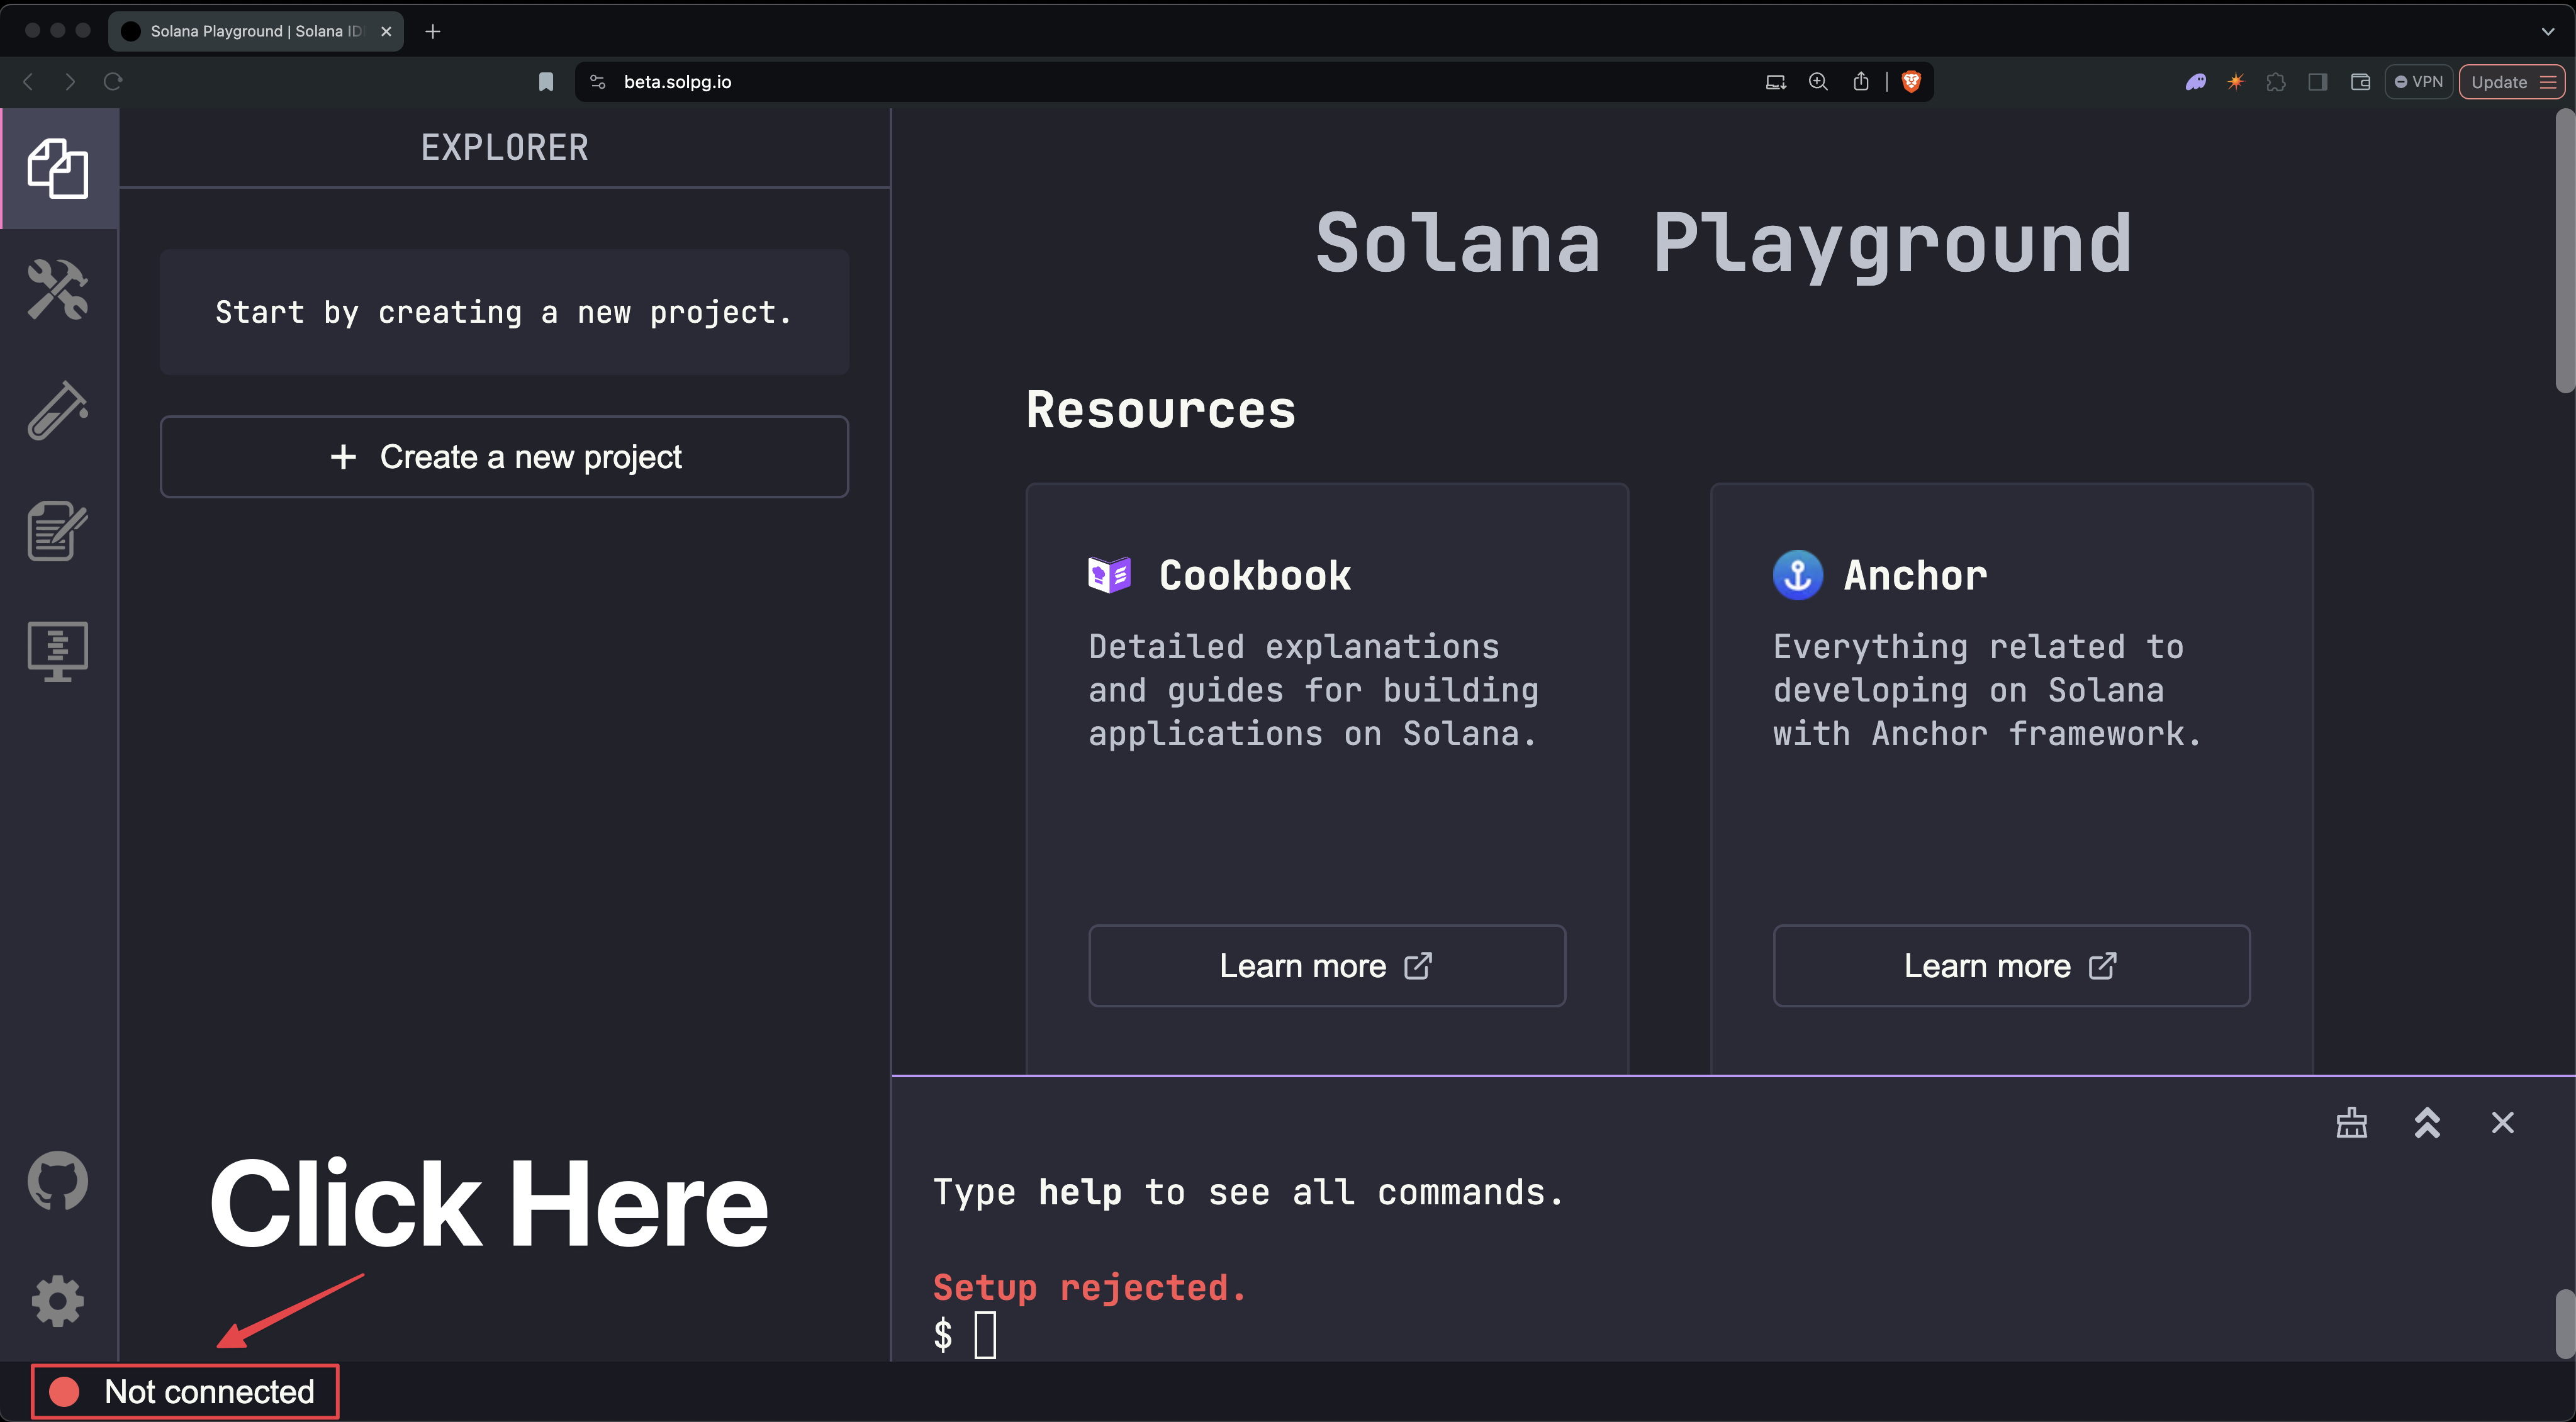 Solana Playground | Solana ID
beta.solpg.io
VPN
Update
EXPLORER
Start by creating a new project.
+ Create a new project
Solana Playground
Resources
Cookbook
Detailed explanations
and guides for building
applications on Solana.
Learn more
Anchor
Everything related to
developing on Solana
with Anchor framework.
Learn more
Type help to see all commands.
Setup rejected.
$
Click Here
Not connected